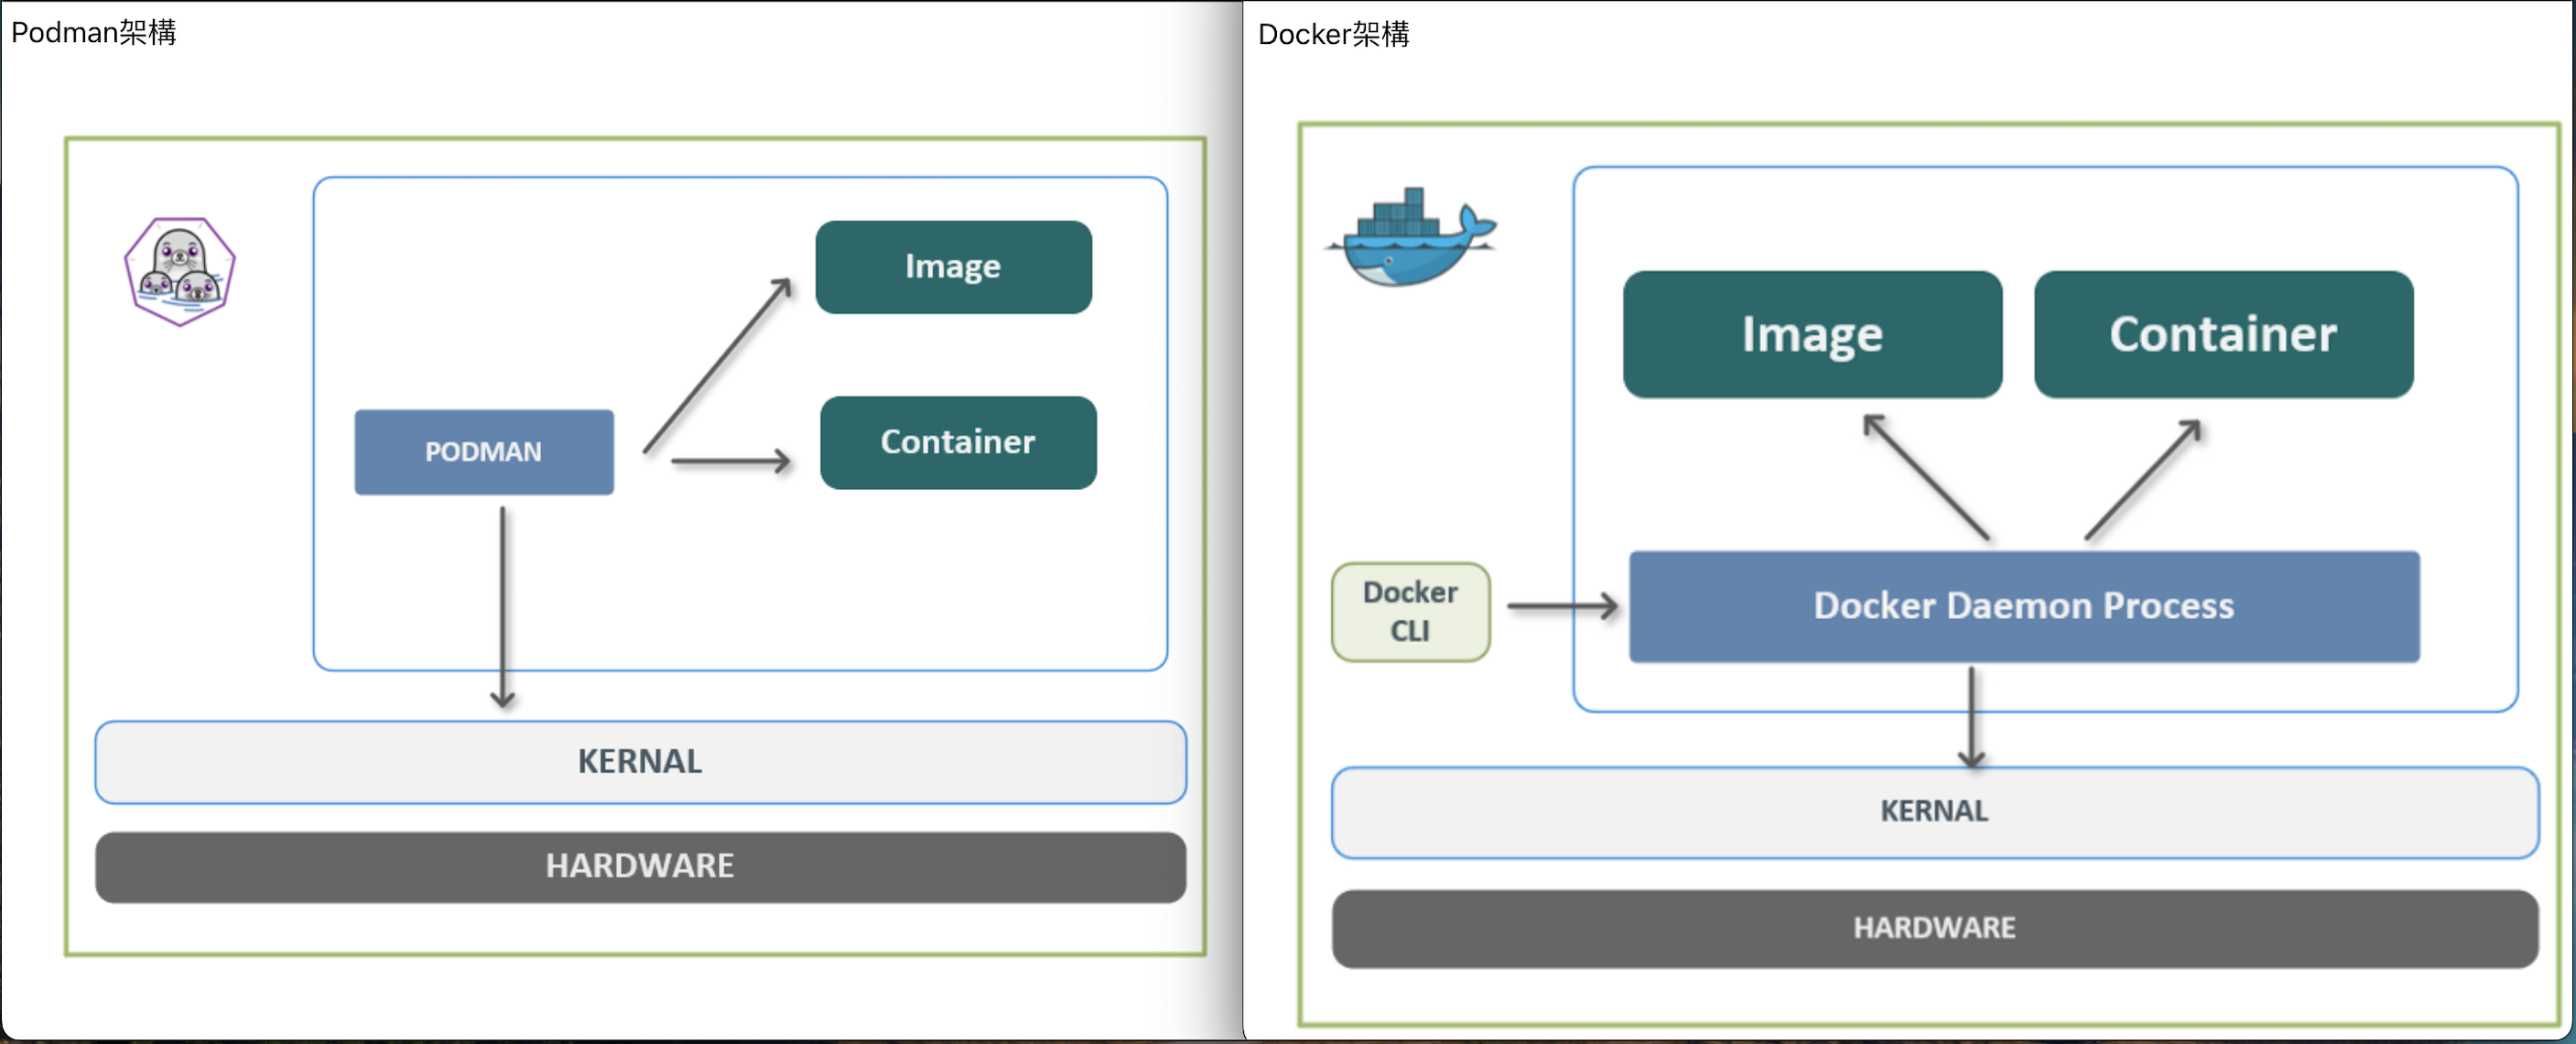 Podman架構
Image
Container
PODMAN
KERNAL
HARDWARE
Docker架構
Image
Container
Docker
CLI
Docker Daemon Process
KERNAL
HARDWARE